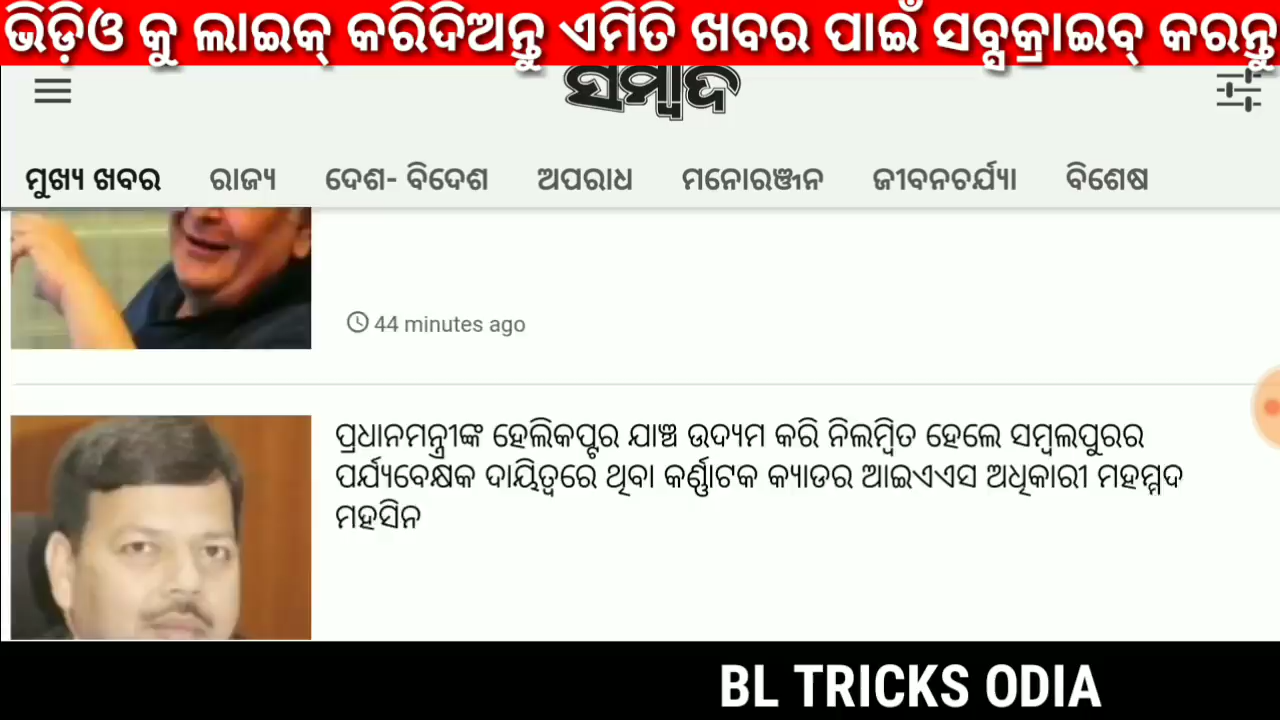 ଭିଡ଼ିଓ କୁ ଲାଇକ୍ କରିଦିଅନ୍ତୁ ଏମିତି ଖବର ପାଇଁ ସବ୍ସକ୍ରାଇବ୍ କରନ୍ତୁ
ସମ୍ବାଦ
ମୁଖ୍ୟ ଖବର ରାଜ୍ୟ ଦେଶ- ବିଦେଶ ଅପରାଧ ମନୋରଞ୍ଜନ ଜୀବନଚର୍ଯ୍ୟା ବିଶେଷ
44 minutes ago
ପ୍ରଧାନମନ୍ତ୍ରୀଙ୍କ ହେଲିକପ୍ଟର ଯାଞ୍ଚ ଉଦ୍ୟମ କରି ନିଲମ୍ବିତ ହେଲେ ସମ୍ବଲପୁରର
ପର୍ଯ୍ୟବେକ୍ଷକ ଦାୟିତ୍ୱରେ ଥିବା କର୍ଣ୍ଣାଟକ କ୍ୟାଡର ଆଇଏଏସ ଅଧିକାରୀ ମହମ୍ମଦ
ମହସିନ
BL TRICKS ODIA